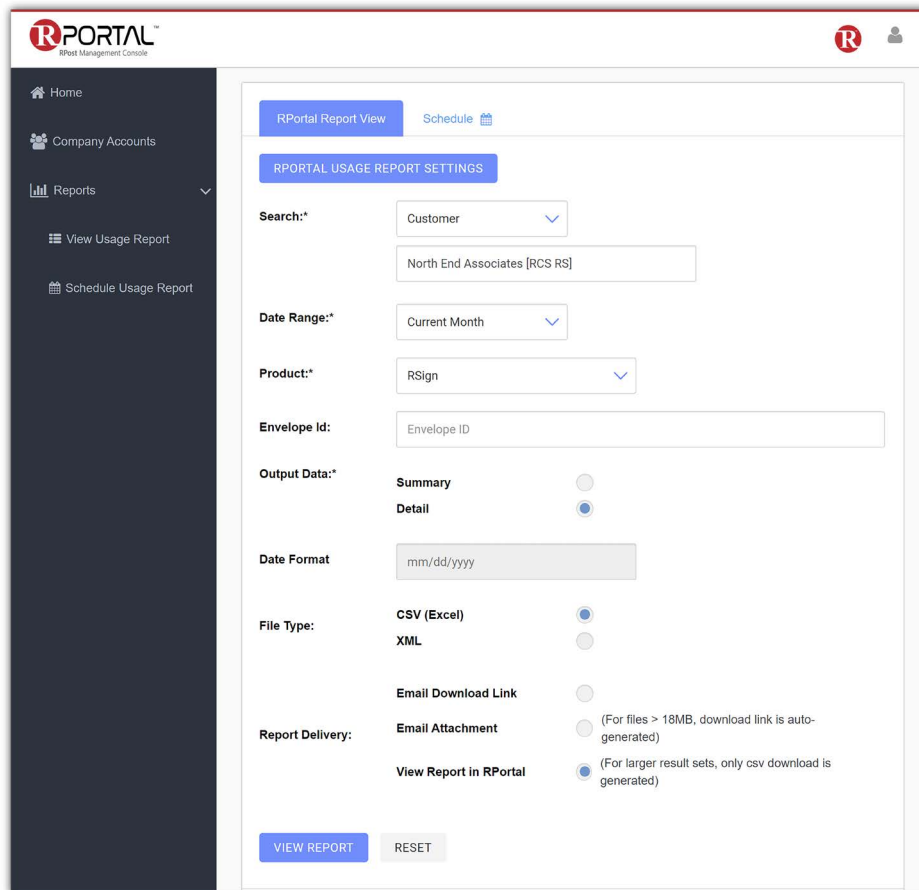 RPORTAL™
RPost Management Console
R
Home
Company Accounts
Reports
View Usage Report
Schedule Usage Report
RPortal Report View
Schedule
RPORTAL USAGE REPORT SETTINGS
Search:*
Customer
North End Associates [RCS RS]
Date Range:*
Current Month
Product:*
RSign
Envelope Id:
Envelope ID
Output Data:*
Summary
Detail
Date Format
mm/dd/yyyy
File Type:
CSV (Excel)
XML
Report Delivery:
Email Download Link
Email Attachment
(For files > 18MB, download link is auto-
generated)
View Report in RPortal
(For larger result sets, only csv download is
generated)
VIEW REPORT
RESET